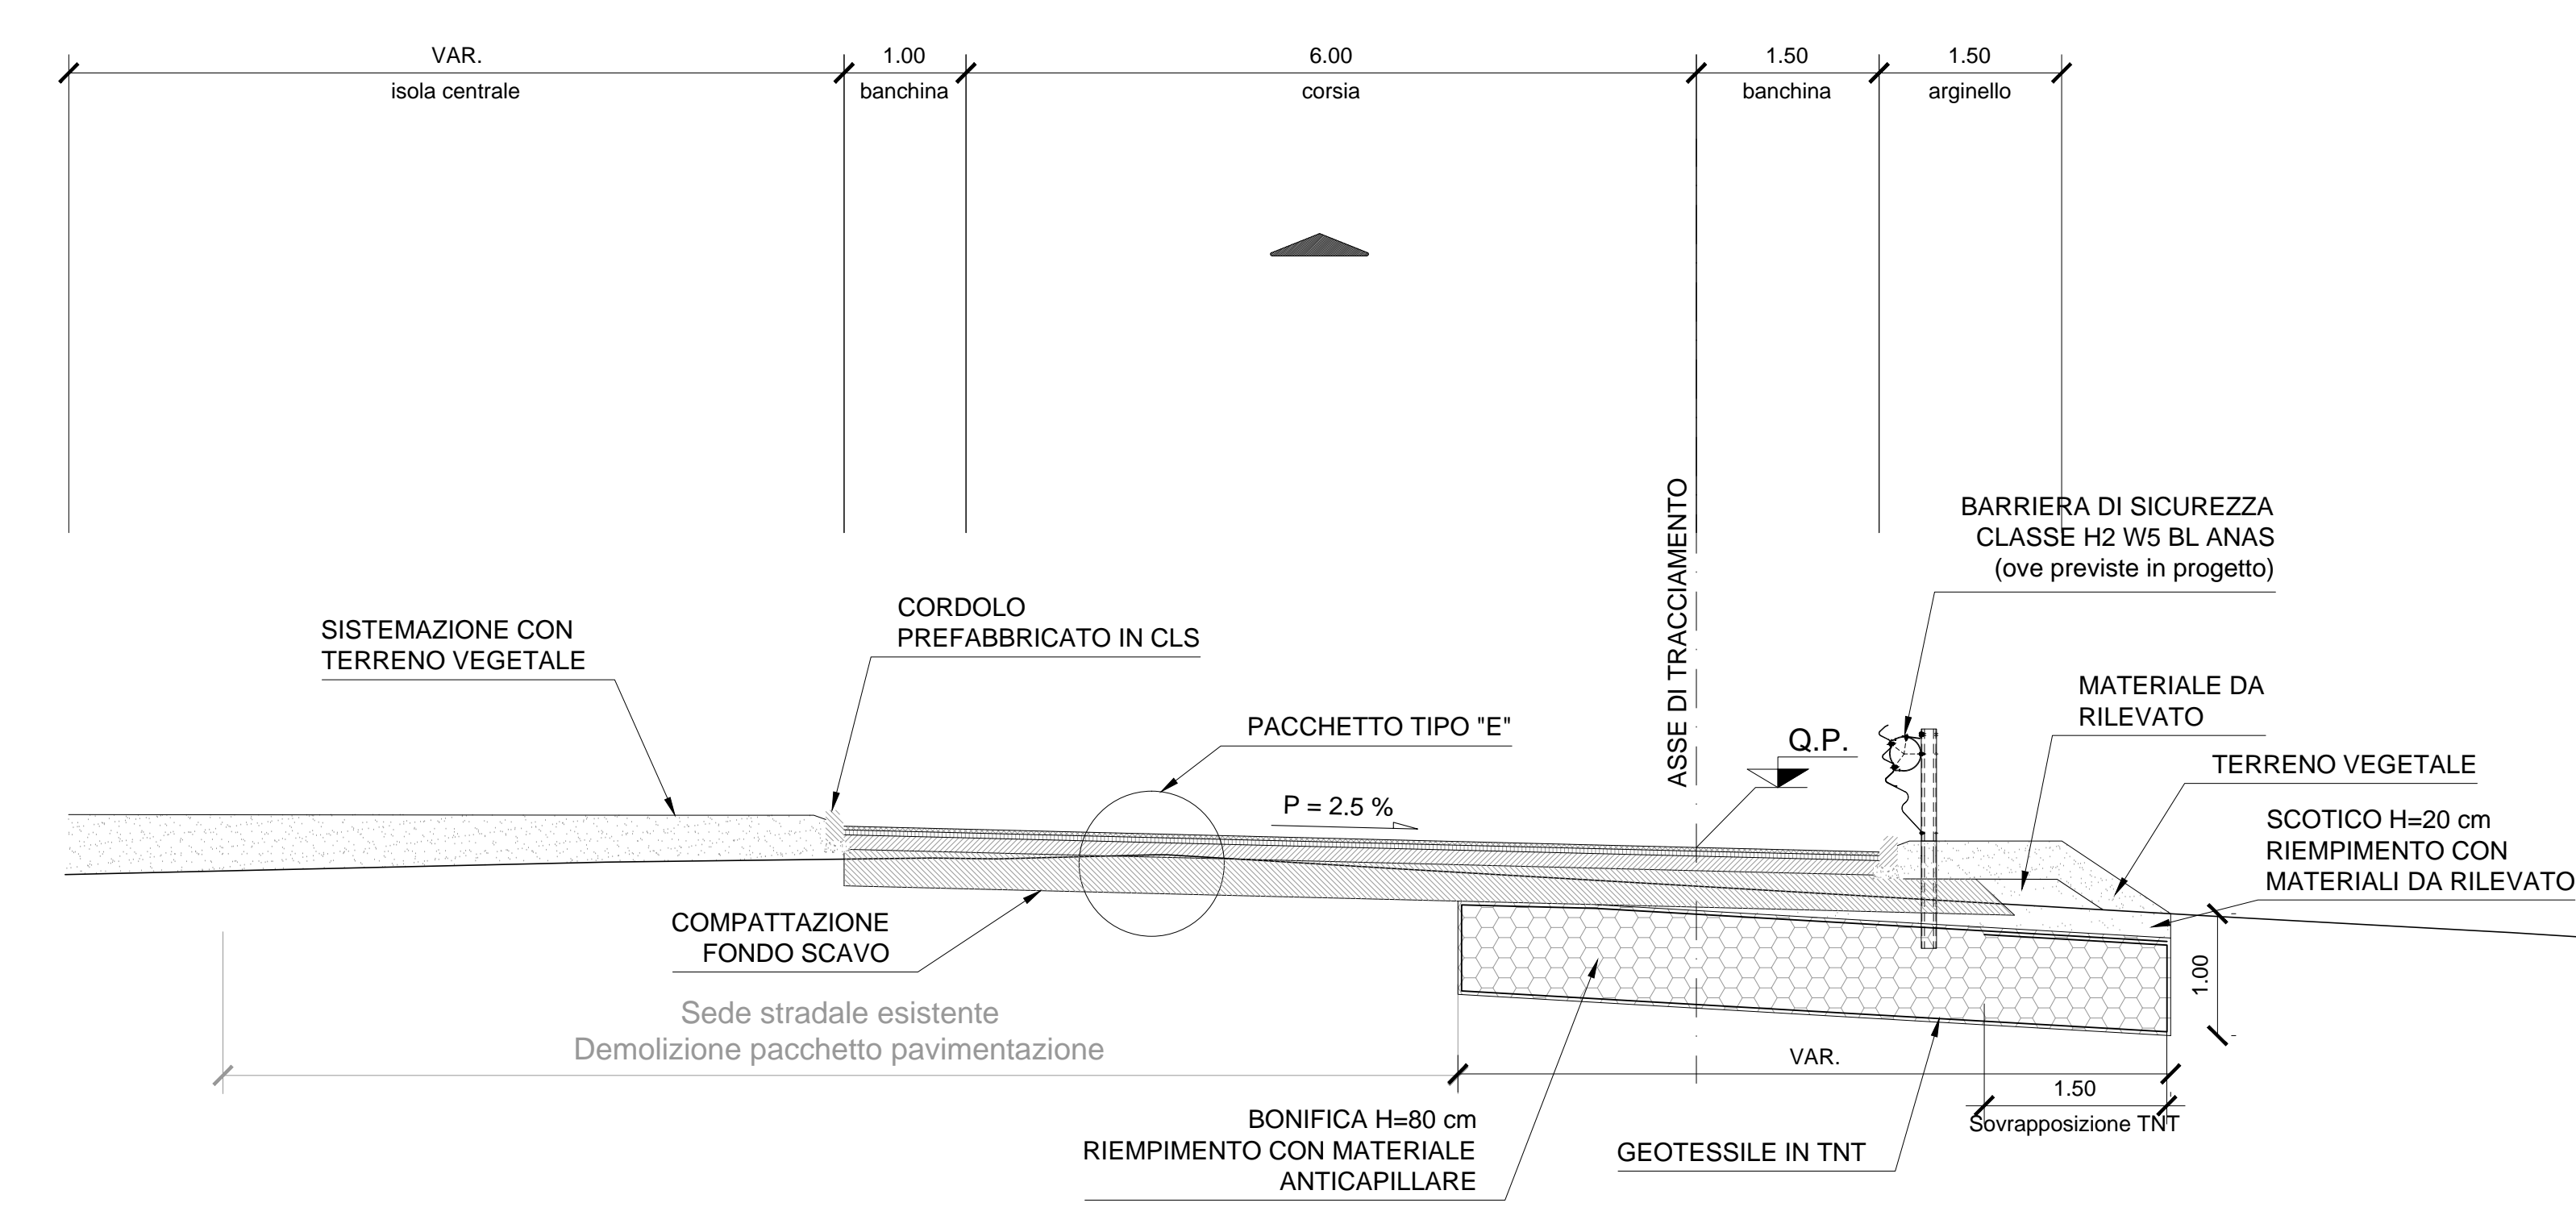 VAR.
1.00
6.00
1.50
1.50
isola centrale
banchina
corsia
banchina
arginello
ASSE DI TRACCIAMENTO
BARRIERA DI SICUREZZA
CLASSE H2 W5 BL ANAS
(ove previste in progetto)
SISTEMAZIONE CON
TERRENO VEGETALE
CORDOLO
PREFABBRICATO IN CLS
PACCHETTO TIPO "E"
P = 2.5 %
Q.P.
MATERIALE DA
RILEVATO
TERRENO VEGETALE
SCOTICO H=20 cm
RIEMPIMENTO CON
MATERIALI DA RILEVATO
COMPATTAZIONE
FONDO SCAVO
1.00
Sede stradale esistente
Demolizione pacchetto pavimentazione
VAR.
1.50
Sovrapposizione TNT
BONIFICA H=80 cm
RIEMPIMENTO CON MATERIALE
ANTICAPILLARE
GEOTESSILE IN TNT